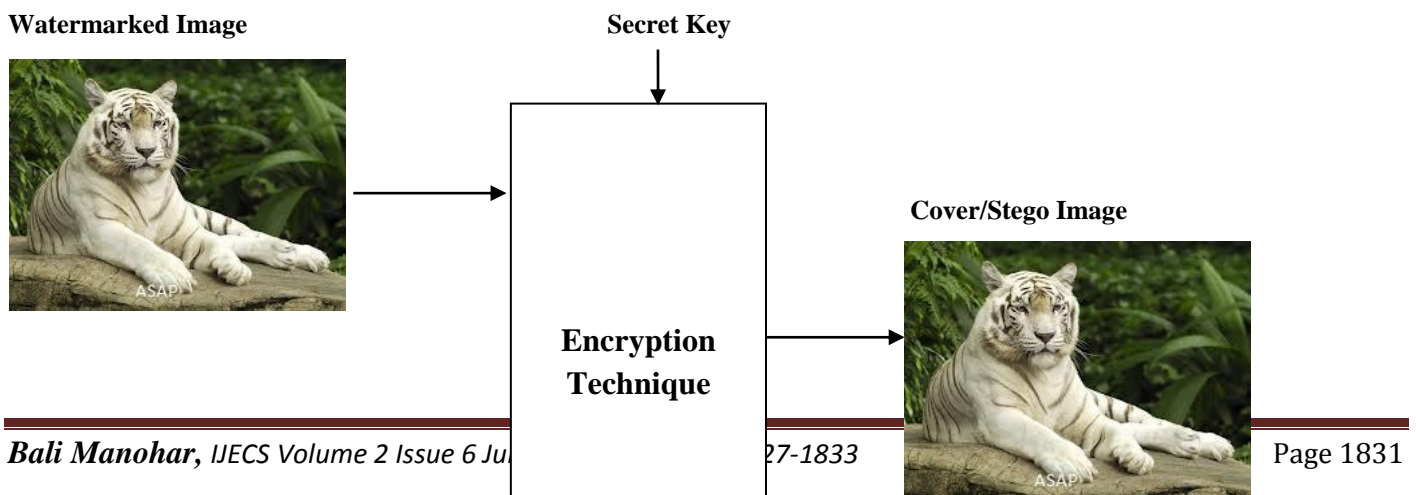 Watermarked Image
Secret Key
ASAP
Cover/Stego Image
Encryption
Technique
Bali Manohar, IJECS Volume 2 Issue 6 27-1833 Page 1831
ASAP